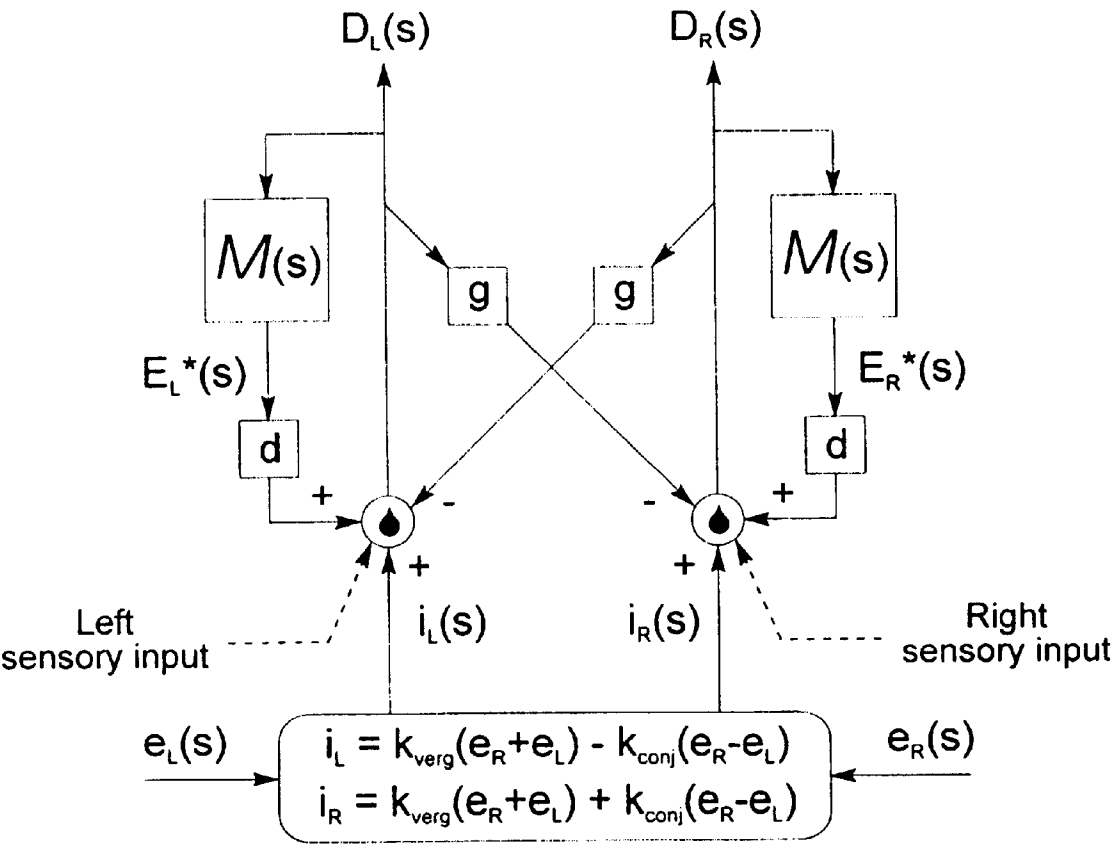 D_L(s)
D_R(s)
M(s)
M(s)
g
g
E_L*(s)
E_R*(s)
d
d
+
-
-
+
+
+
i_L(s)
i_R(s)
Left
sensory input
Right
sensory input
e_L(s)
e_R(s)
i_L = k_verg(e_R+e_L) - k_conj(e_R-e_L)
i_R = k_verg(e_R+e_L) + k_conj(e_R-e_L)